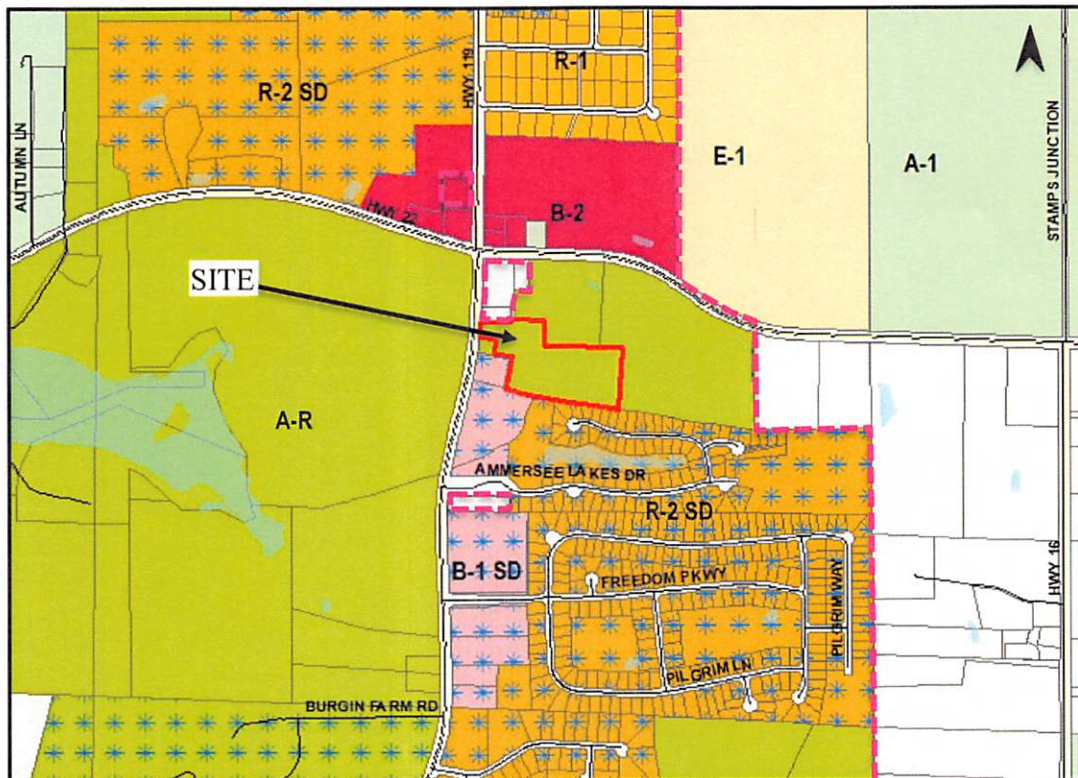 R-1
HWY 119
R-2 SD
AUTUMN LN
E-1
A-1
STAMPS JUNCTION
HWY 22
B-2
SITE
A-R
AMMERSEE LAKES DR
R-2 SD
B-1 SD
FREEDOM PKWY
PILGRIM WAY
HWY 16
PILGRIM LN
BURGIN FARM RD